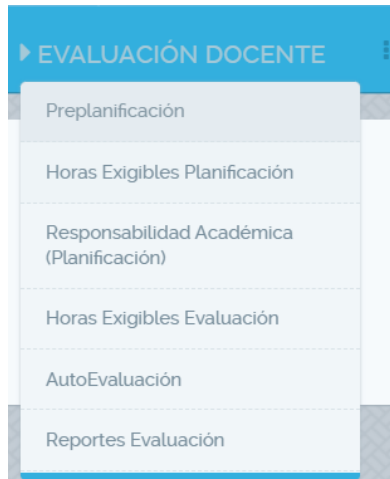 EVALUACIÓN DOCENTE
Preplanificación
Horas Exigibles Planificación
Responsabilidad Académica
(Planificación)
Horas Exigibles Evaluación
AutoEvaluación
Reportes Evaluación